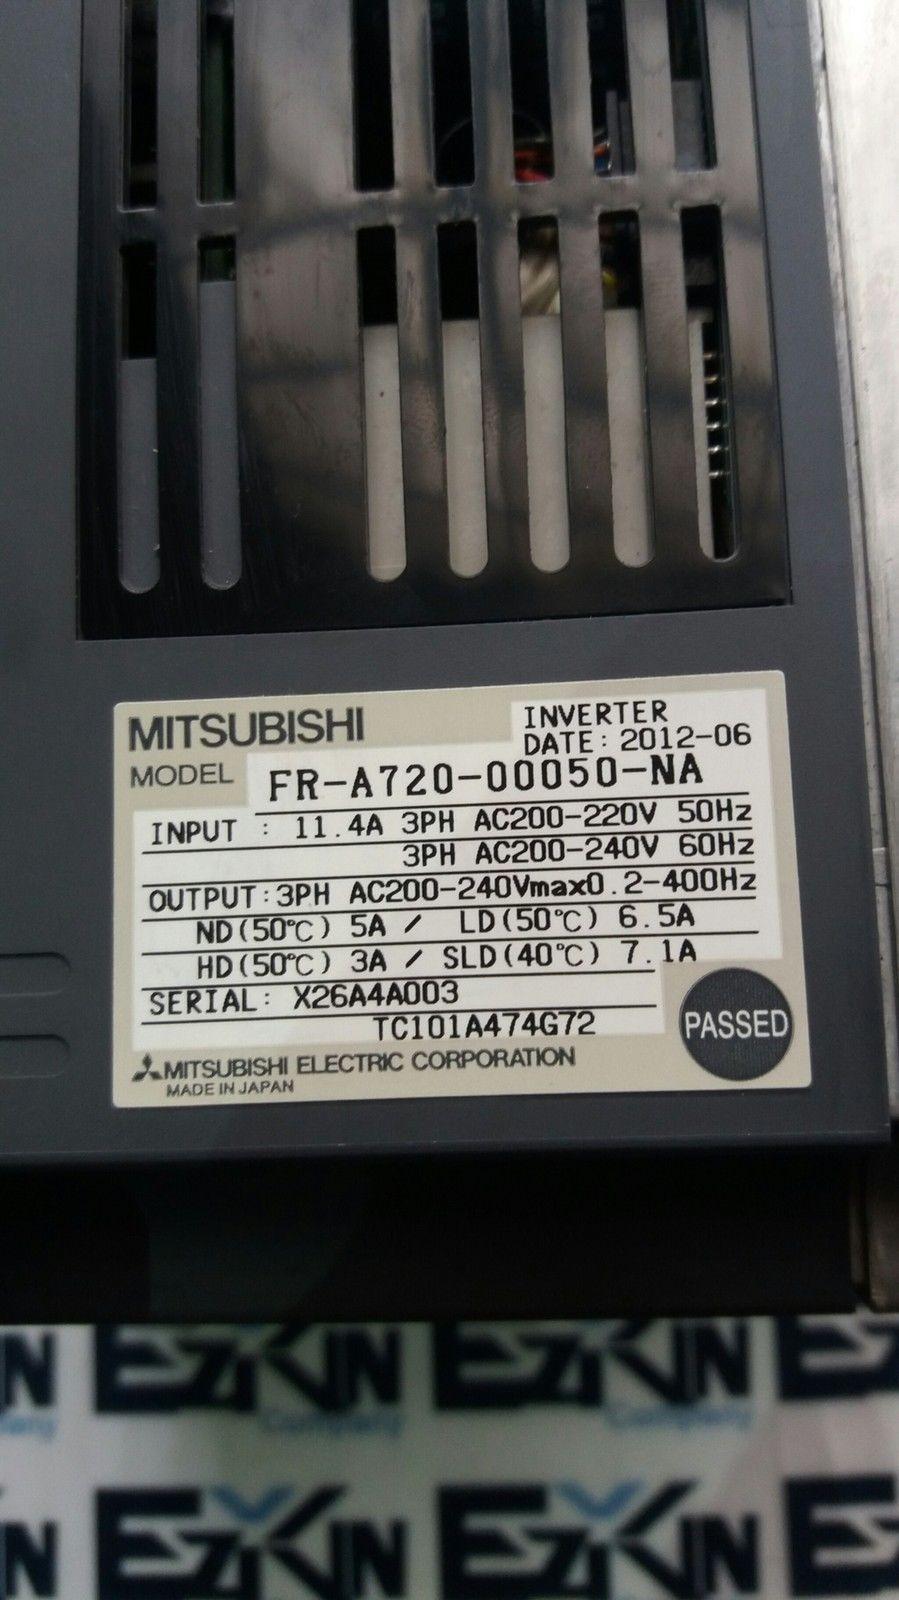 MITSUBISHI
INVERTER
DATE: 2012-06
MODEL FR-A720-00050-NA
INPUT : 11.4A 3PH AC200-220V 50Hz
3PH AC200-240V 60Hz
OUTPUT:3PH AC200-240Vmax0.2-400Hz
ND(50℃) 5A / LD(50℃) 6.5A
HD(50℃) 3A / SLD(40℃) 7.1A
SERIAL: X26A4A003
TC101A474G72
PASSED
MITSUBISHI ELECTRIC CORPORATION
MADE IN JAPAN
Company Company